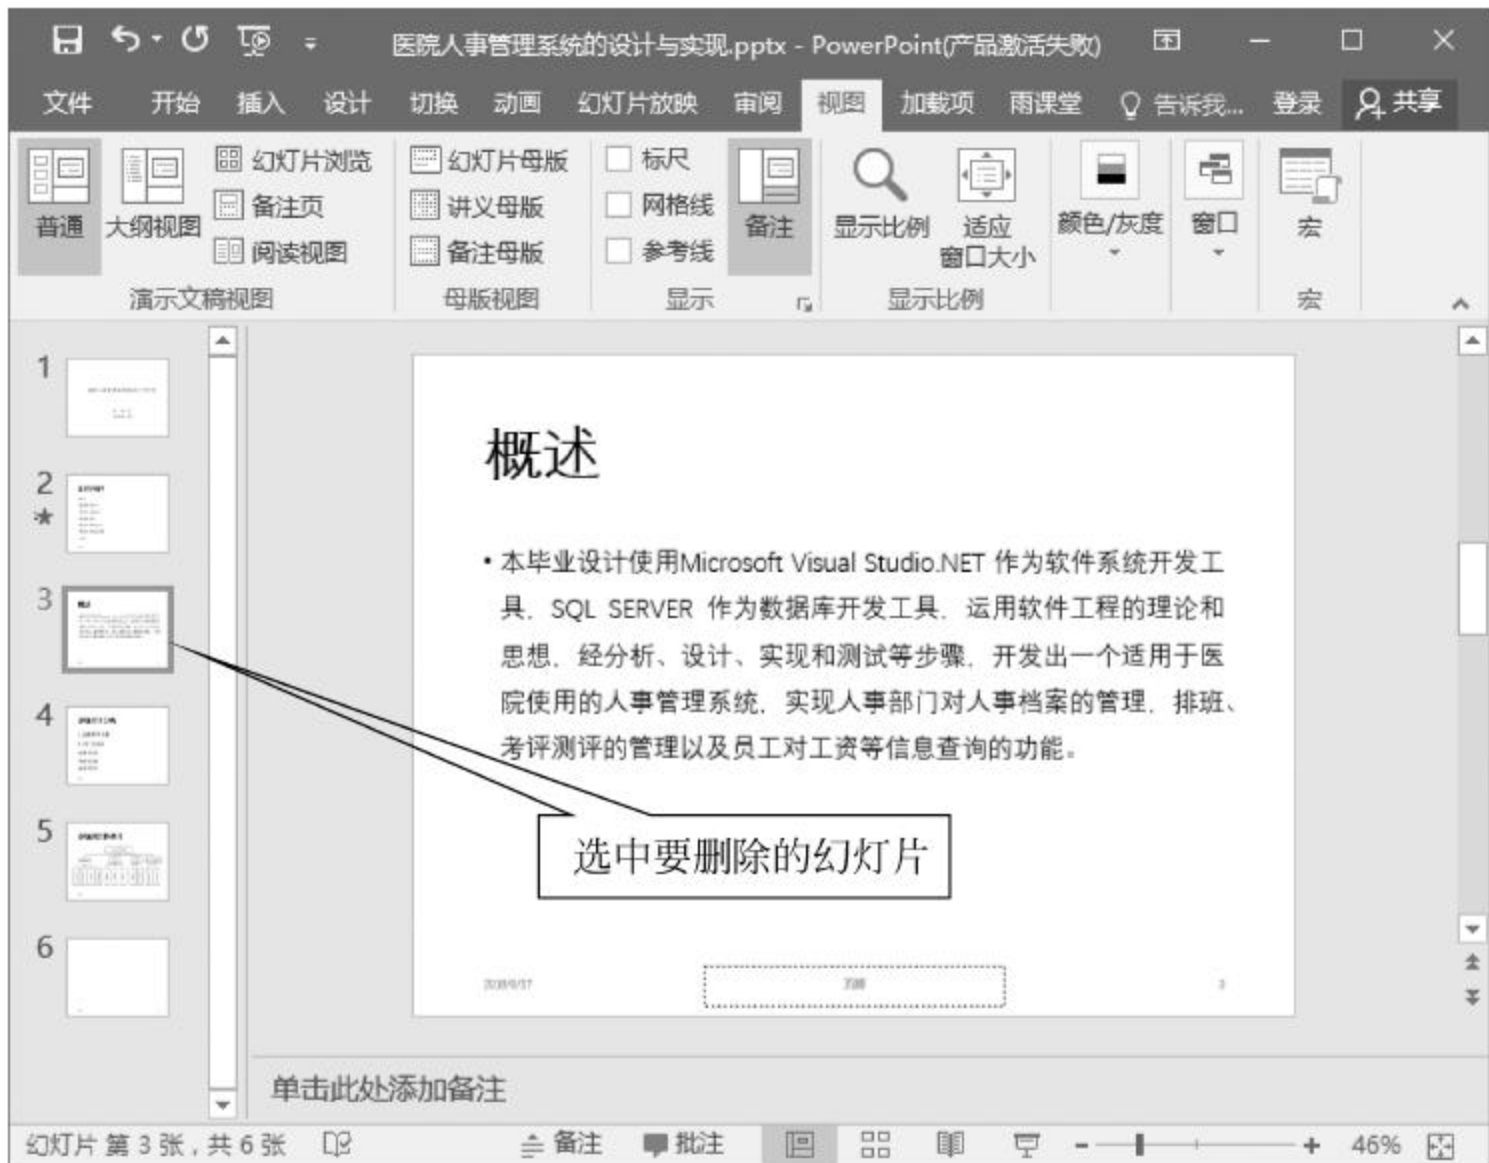 医院人事管理系统的设计与实现.pptx - PowerPoint(产品激活失败)
文件 开始 插入 设计 切换 动画 幻灯片放映 审阅 视图 加载项 雨课堂 告诉我... 登录 共享
普通
大纲视图
幻灯片浏览
备注页
阅读视图
演示文稿视图
幻灯片母版
讲义母版
备注母版
母版视图
标尺
网格线
参考线
备注
显示
显示比例
适应
窗口大小
显示比例
颜色/灰度
窗口
宏
宏
1
2
3
4
5
6
概述
• 本毕业设计使用Microsoft Visual Studio.NET 作为软件系统开发工
具, SQL SERVER 作为数据库开发工具, 运用软件工程的理论和
思想, 经分析、设计、实现和测试等步骤, 开发出一个适用于医
院使用的人事管理系统, 实现人事部门对人事档案的管理, 排班、
考评测评的管理以及员工对工资等信息查询的功能。
选中要删除的幻灯片
3
单击此处添加备注
幻灯片 第 3 张, 共 6 张 备注 批注 46%